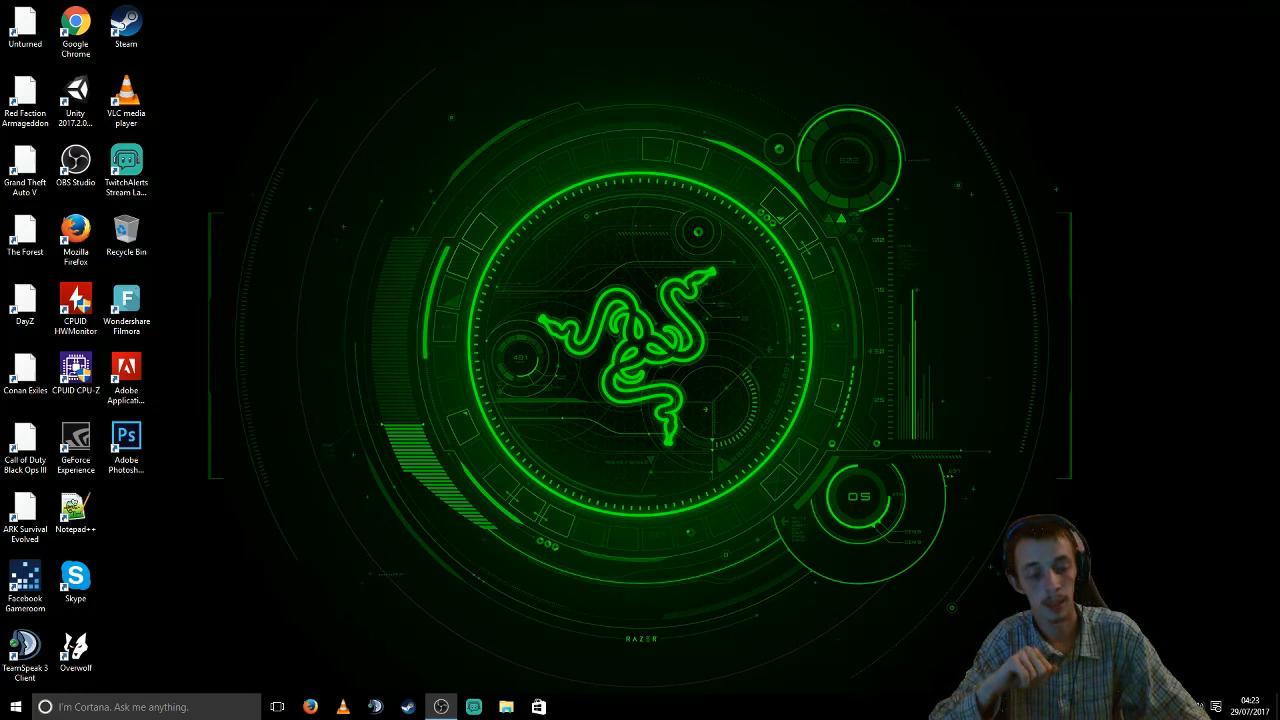 Unturned
Google
Chrome
Steam
Red Faction
Armageddon
Unity
2017.2.0...
VLC media
player
Grand Theft
Auto V
OBS Studio
TwitchAlerts
Stream La...
The Forest
Mozilla
Firefox
Recycle Bin
DayZ
CPUID
HWMonitor
Wondershare
Filmora
Conan Exiles
CPUID CPU-Z
Adobe
Applicati...
Call of Duty
Black Ops III
GeForce
Experience
Ps
Adobe
Photosh...
ARK Survival
Evolved
Notepad++
Facebook
Gameroom
Skype
TeamSpeak 3
Client
Overwolf
05
RAZER
I'm Cortana. Ask me anything.
04:23
29/07/2017